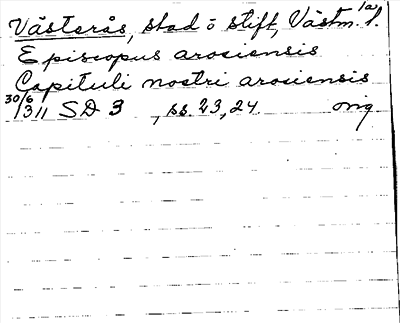 Västerås, stad o stift, Västm. l. 1a)
Episcopus arosiensis
Capituli nostri arosiensis
30/6 1311 SD 3, ss. 23, 24. orig